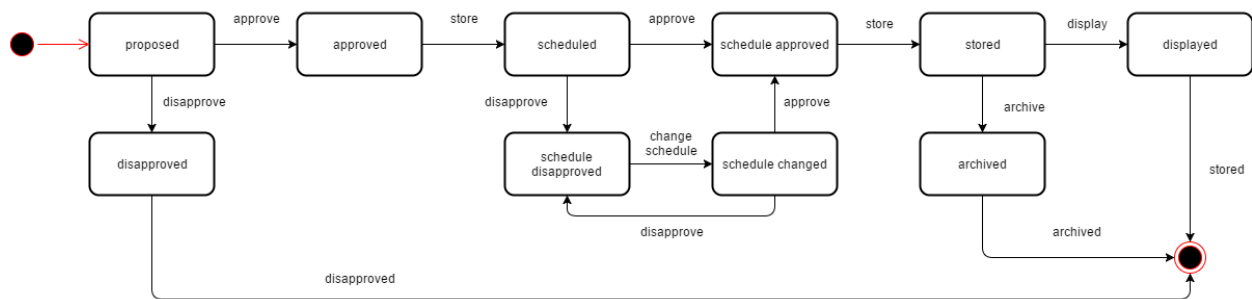 approve
store
approve
store
display
proposed
approved
scheduled
schedule approved
stored
displayed
disapprove
disapprove
approve
archive
change
schedule
disapproved
schedule
disapproved
schedule changed
archived
stored
disapprove
archived
disapproved